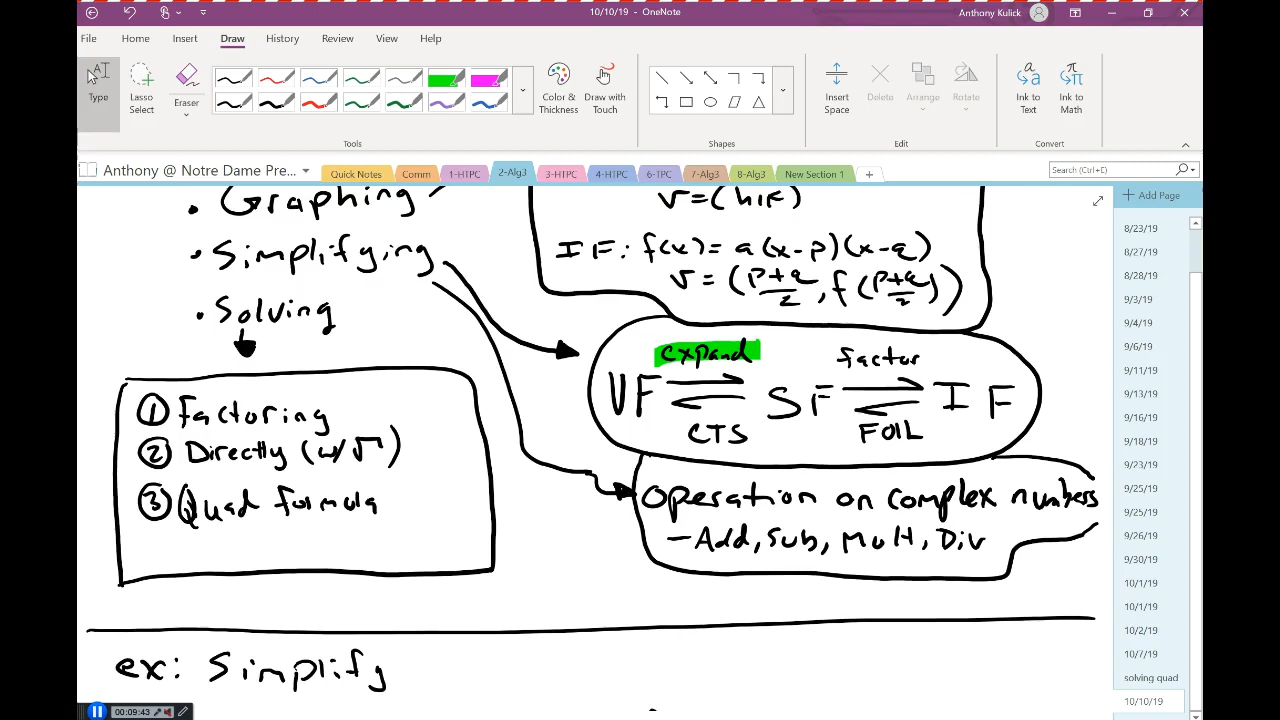 10/10/19 - OneNote
Anthony Kulick
File Home Insert Draw History Review View Help
Type
Lasso Select
Eraser
Color & Thickness
Draw with Touch
Insert Space
Delete
Arrange
Rotate
Ink to Text
Ink to Math
Tools
Shapes
Edit
Convert
Anthony @ Notre Dame Pre...
Quick Notes Comm 1-HTPC 2-Alg3 3-HTPC 4-HTPC 6-TPC 7-Alg3 8-Alg3 New Section 1
Search (Ctrl+E)
Add Page
8/23/19
8/27/19
8/28/19
9/3/19
9/4/19
9/6/19
9/11/19
9/13/19
9/16/19
9/18/19
9/23/19
9/25/19
9/25/19
9/26/19
9/30/19
10/1/19
10/1/19
10/2/19
10/7/19
solving quad
10/10/19
• Graphing
• Simplifying
• Solving
① Factoring
② Directly (w/√)
③ Quad formula
V=(h,k)
IF: f(x)= a(x-p)(x-q)
V=(p+q/2, f(p+q/2))
expand factor
VF ⇌ SF ⇌ IF
CTS FOIL
Operation on complex numbers
-Add, Sub, Mult, Div
ex: Simplify
00:09:43